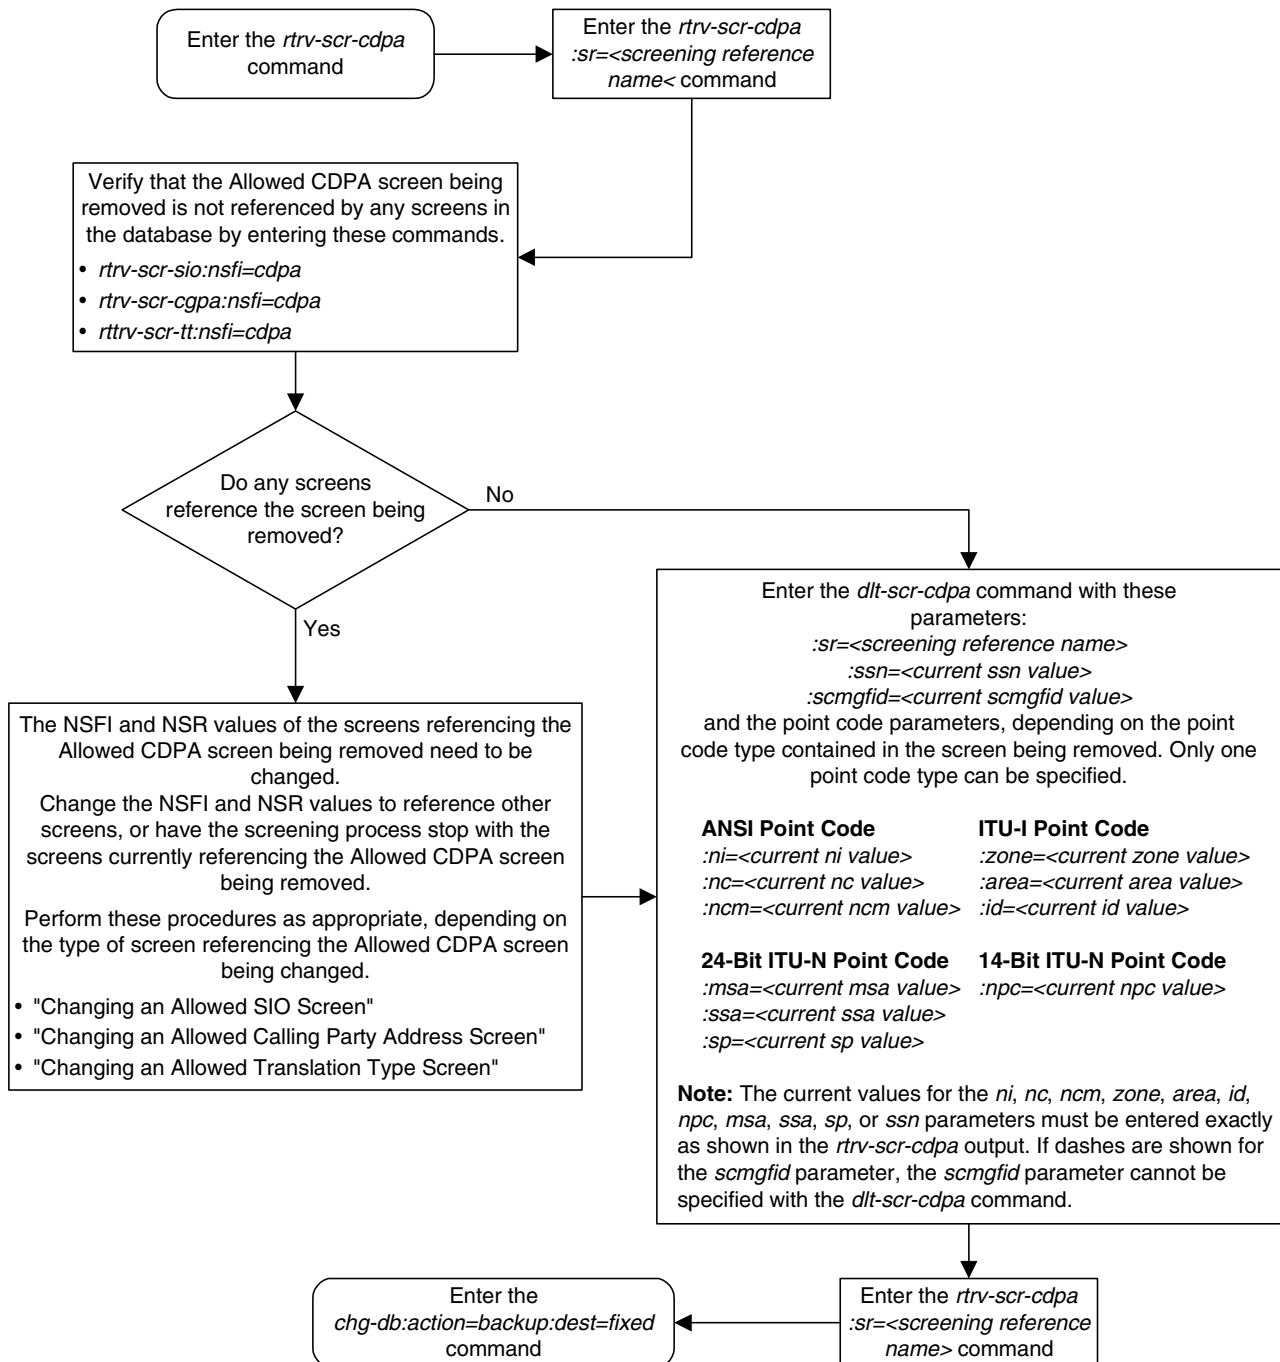 Enter the rtrv-scr-cdpa
command
Enter the rtrv-scr-cdpa
:sr=<screening reference
name< command
Verify that the Allowed CDPA screen being
removed is not referenced by any screens in
the database by entering these commands.
• rtrv-scr-sio:nsfi=cdpa
• rtrv-scr-cgpa:nsfi=cdpa
• rttrv-scr-tt:nsfi=cdpa
Do any screens
reference the screen being
removed?
No
Yes
The NSFI and NSR values of the screens referencing the
Allowed CDPA screen being removed need to be
changed.
Change the NSFI and NSR values to reference other
screens, or have the screening process stop with the
screens currently referencing the Allowed CDPA screen
being removed.
Perform these procedures as appropriate, depending on
the type of screen referencing the Allowed CDPA screen
being changed.
• "Changing an Allowed SIO Screen"
• "Changing an Allowed Calling Party Address Screen"
• "Changing an Allowed Translation Type Screen"
Enter the dlt-scr-cdpa command with these
parameters:
:sr=<screening reference name>
:ssn=<current ssn value>
:scmgfid=<current scmgfid value>
and the point code parameters, depending on the point
code type contained in the screen being removed. Only one
point code type can be specified.
ANSI Point Code
:ni=<current ni value>
:nc=<current nc value>
:ncm=<current ncm value>
ITU-I Point Code
:zone=<current zone value>
:area=<current area value>
:id=<current id value>
24-Bit ITU-N Point Code
:msa=<current msa value>
:ssa=<current ssa value>
:sp=<current sp value>
14-Bit ITU-N Point Code
:npc=<current npc value>
Note: The current values for the ni, nc, ncm, zone, area, id,
npc, msa, ssa, sp, or ssn parameters must be entered exactly
as shown in the rtrv-scr-cdpa output. If dashes are shown for
the scmgfid parameter, the scmgfid parameter cannot be
specified with the dlt-scr-cdpa command.
Enter the rtrv-scr-cdpa
:sr=<screening reference
name> command
Enter the
chg-db:action=backup:dest=fixed
command